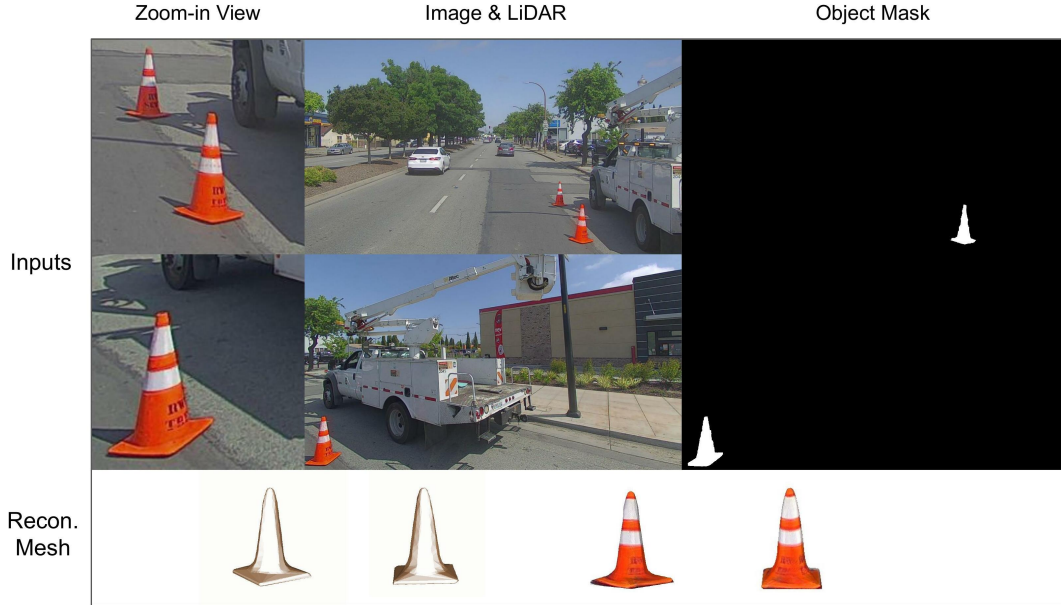 Zoom-in View
Image & LiDAR
Object Mask
Inputs
Recon.
Mesh